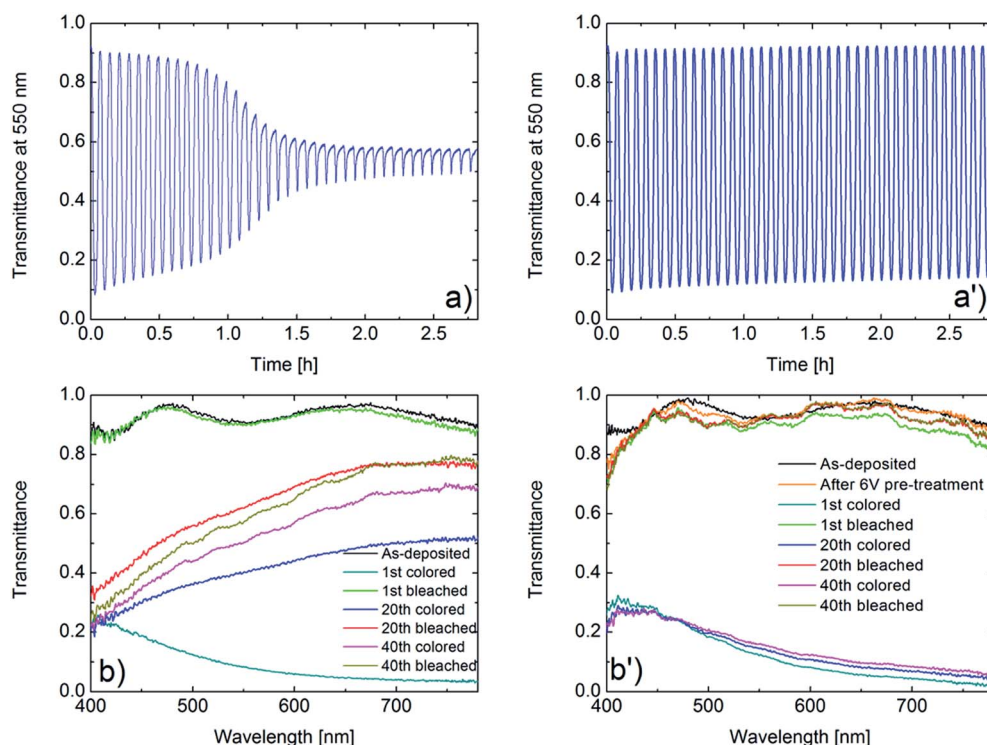 1.0
0.8
0.6
0.4
0.2
0.0
Transmittance at 550 nm
0.0 0.5 1.0 1.5 2.0 2.5
Time [h]
a)
1.0
0.8
0.6
0.4
0.2
0.0
Transmittance at 550 nm
0.0 0.5 1.0 1.5 2.0 2.5
Time [h]
a')
1.0
0.8
0.6
0.4
0.2
0.0
Transmittance
As-deposited
1st colored
1st bleached
20th colored
20th bleached
40th colored
40th bleached
b)
400 500 600 700
Wavelength [nm]
1.0
0.8
0.6
0.4
0.2
0.0
Transmittance
As-deposited
After 6V pre-treatment
1st colored
1st bleached
20th colored
20th bleached
40th colored
40th bleached
b')
400 500 600 700
Wavelength [nm]